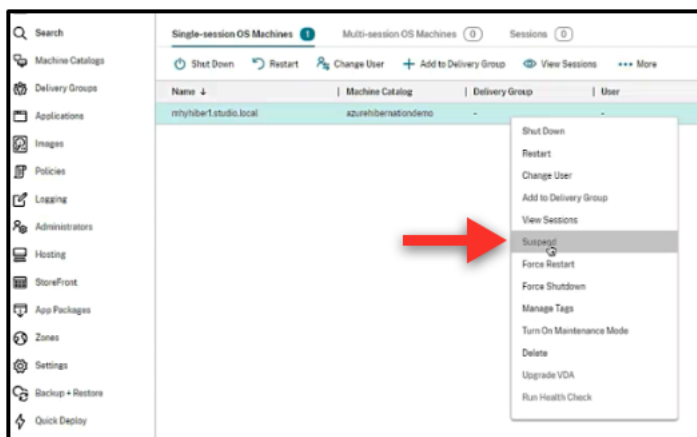 Search
Machine Catalogs
Delivery Groups
Applications
Images
Policies
Logging
Administrators
Hosting
StoreFront
App Packages
Zones
Settings
Backup + Restore
Quick Deploy
Single-session OS Machines 1 Multi-session OS Machines 0 Sessions 0
Shut Down Restart Change User Add to Delivery Group View Sessions ••• More
Name ↓ Machine Catalog Delivery Group User
mhyhiber1.studio.local azurehibernationdemo - -
Shut Down
Restart
Change User
Add to Delivery Group
View Sessions
Suspend
Force Restart
Force Shutdown
Manage Tags
Turn On Maintenance Mode
Delete
Upgrade VDA
Run Health Check